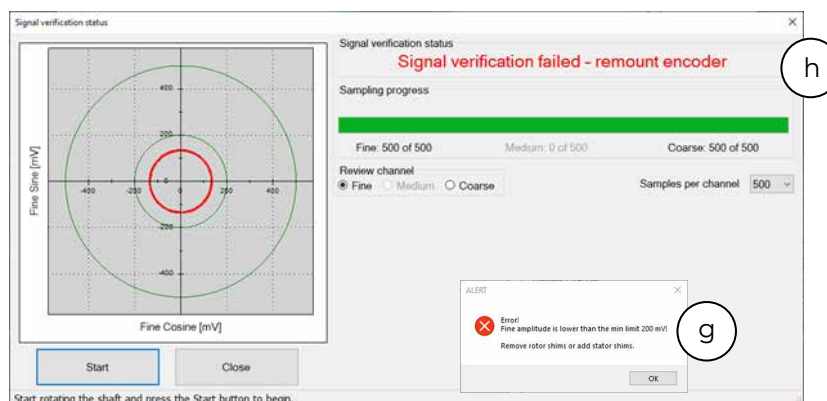 Signal verification status
Signal verification status
Signal verification failed - remount encoder
h
Sampling progress
Fine: 500 of 500
Medium: 0 of 500
Coarse: 500 of 500
Review channel
Fine
Medium
Coarse
Samples per channel
500
Fine Sine [mV]
400
200
-400
-200
0
200
400
-200
-400
Fine Cosine [mV]
ALERT
Error!
Fine amplitude is lower than the min limit 200 mV!
Remove rotor shims or add stator shims.
OK
g
Start
Close
Start rotating the shaft and press the Start button to begin.